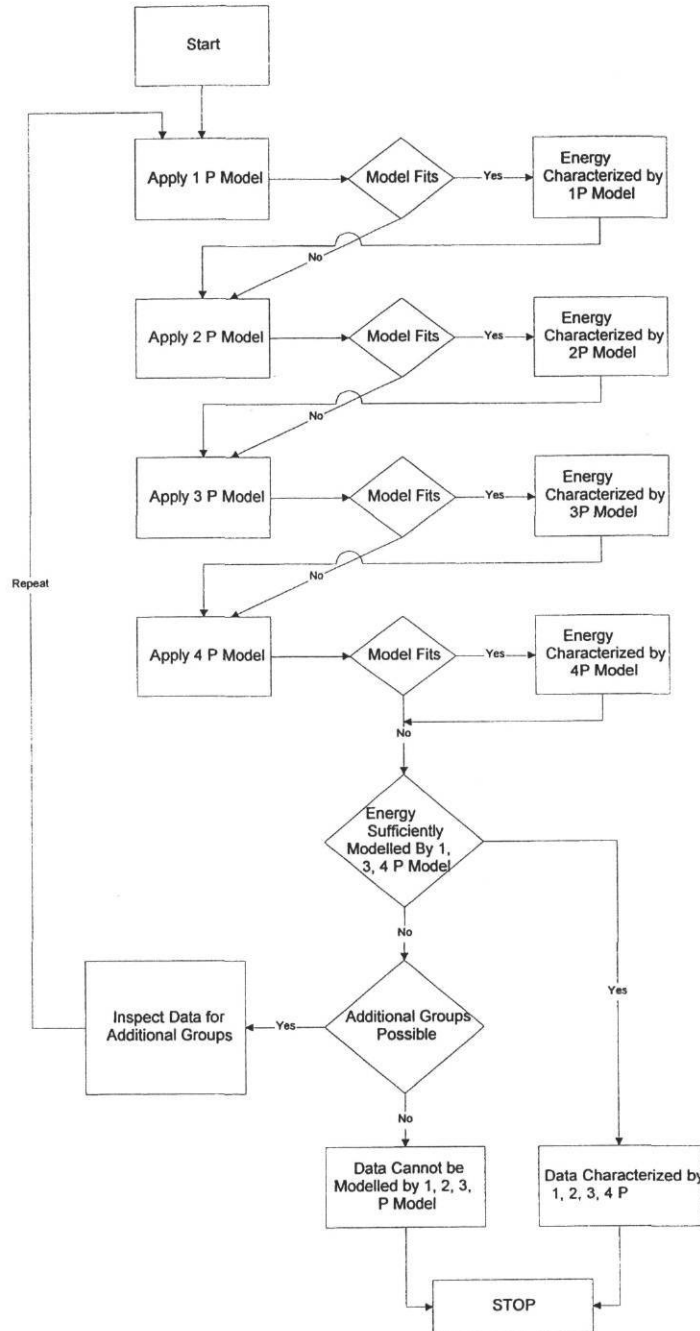 Start
Apply 1 P Model
Model Fits
Yes
Energy
Characterized by
1P Model
No
Apply 2 P Model
Model Fits
Yes
Energy
Characterized by
2P Model
No
Apply 3 P Model
Model Fits
Yes
Energy
Characterized by
3P Model
Repeat
No
Apply 4 P Model
Model Fits
Yes
Energy
Characterized by
4P Model
No
Energy
Sufficiently
Modelled By 1,
3, 4 P Model
No
Yes
Inspect Data for
Additional Groups
Yes
Additional Groups
Possible
No
Data Cannot be
Modelled by 1, 2, 3,
P Model
Data Characterized by
1, 2, 3, 4 P
STOP